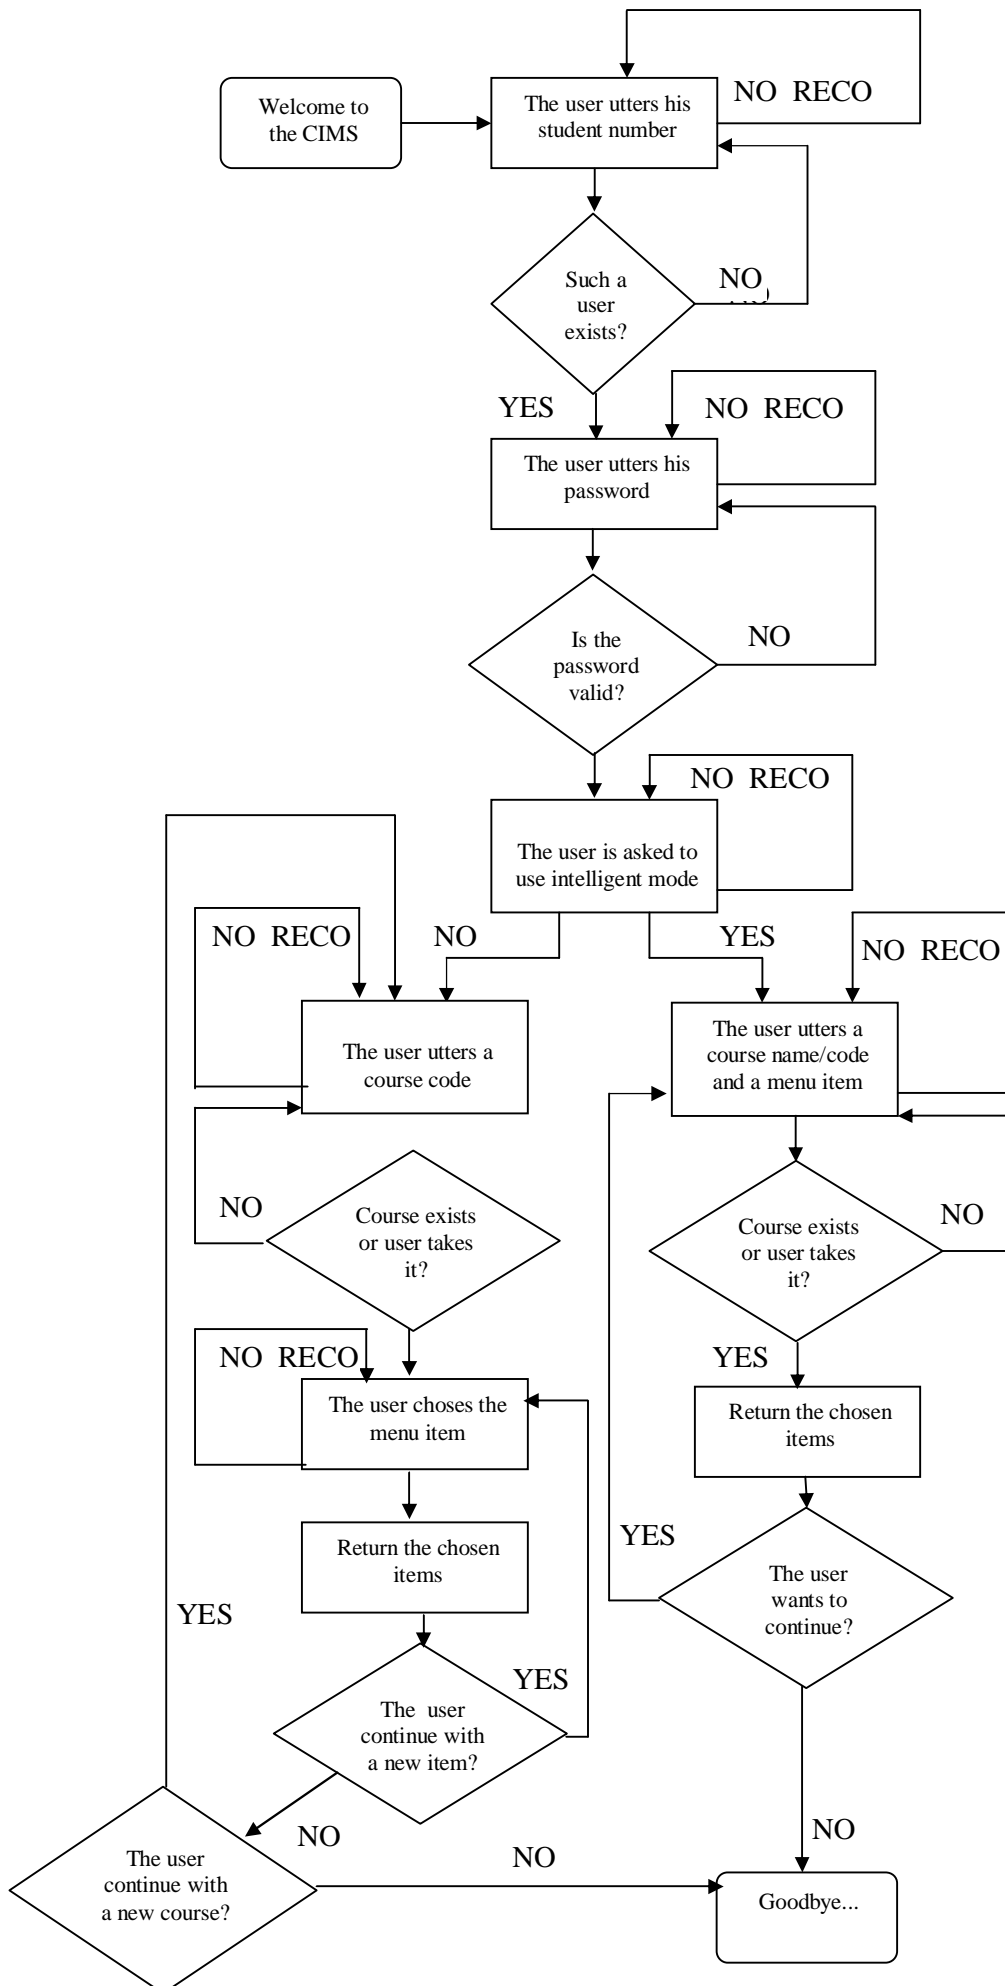 Welcome to
the CIMS
The user utters his
student number
NO RECO
Such a
user
exists?
NO
YES
NO RECO
The user utters his
password
Is the
password
valid?
NO
NO RECO
The user is asked to
use intelligent mode
NO RECO
NO
YES
NO RECO
The user utters a
course code
The user utters a
course name/code
and a menu item
NO
Course exists
or user takes
it?
Course exists
or user takes
it?
NO
NO RECO
YES
The user choses the
menu item
Return the chosen
items
Return the chosen
items
YES
The user
wants to
continue?
YES
YES
The user
continue with
a new item?
NO
NO
NO
The user
continue with
a new course?
Goodbye...